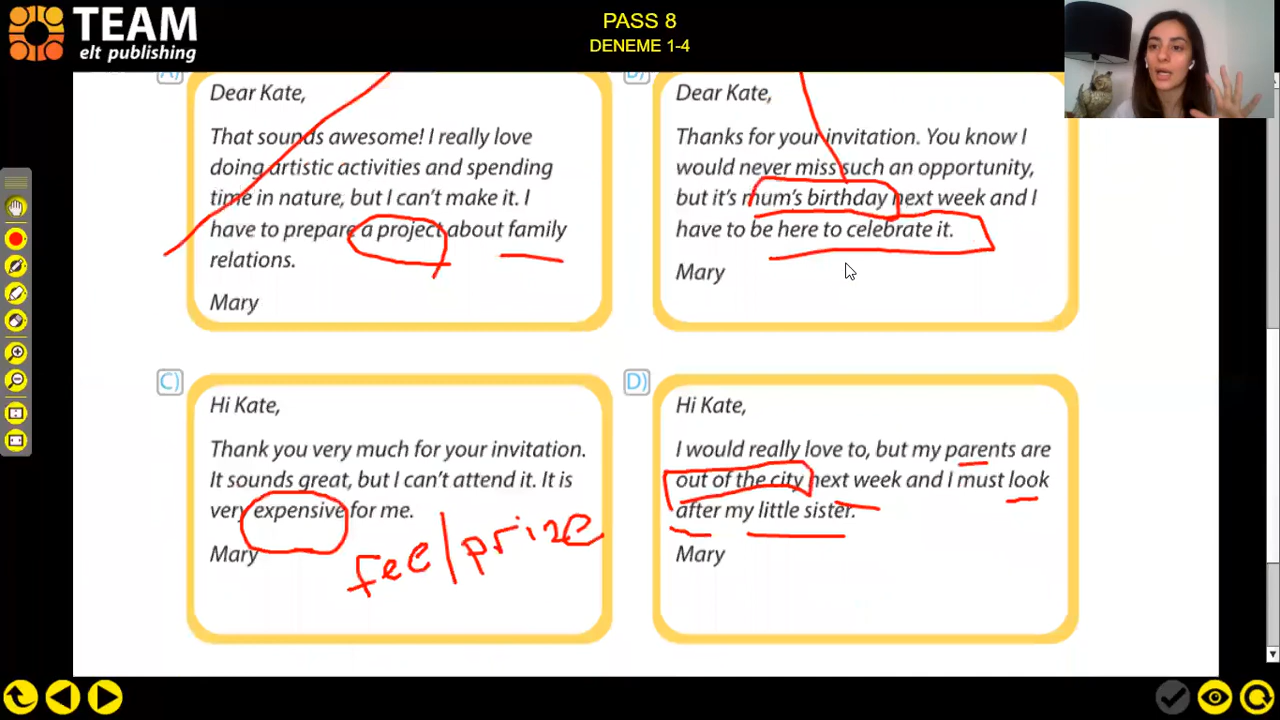 TEAM
elt publishing
PASS 8
DENEME 1-4
A)
Dear Kate,
That sounds awesome! I really love
doing artistic activities and spending
time in nature, but I can't make it. I
have to prepare a project about family
relations.
Mary
B)
Dear Kate,
Thanks for your invitation. You know I
would never miss such an opportunity,
but it's mum's birthday next week and I
have to be here to celebrate it.
Mary
C)
Hi Kate,
Thank you very much for your invitation.
It sounds great, but I can't attend it. It is
very expensive for me.
Mary
fee/prize
D)
Hi Kate,
I would really love to, but my parents are
out of the city next week and I must look
after my little sister.
Mary